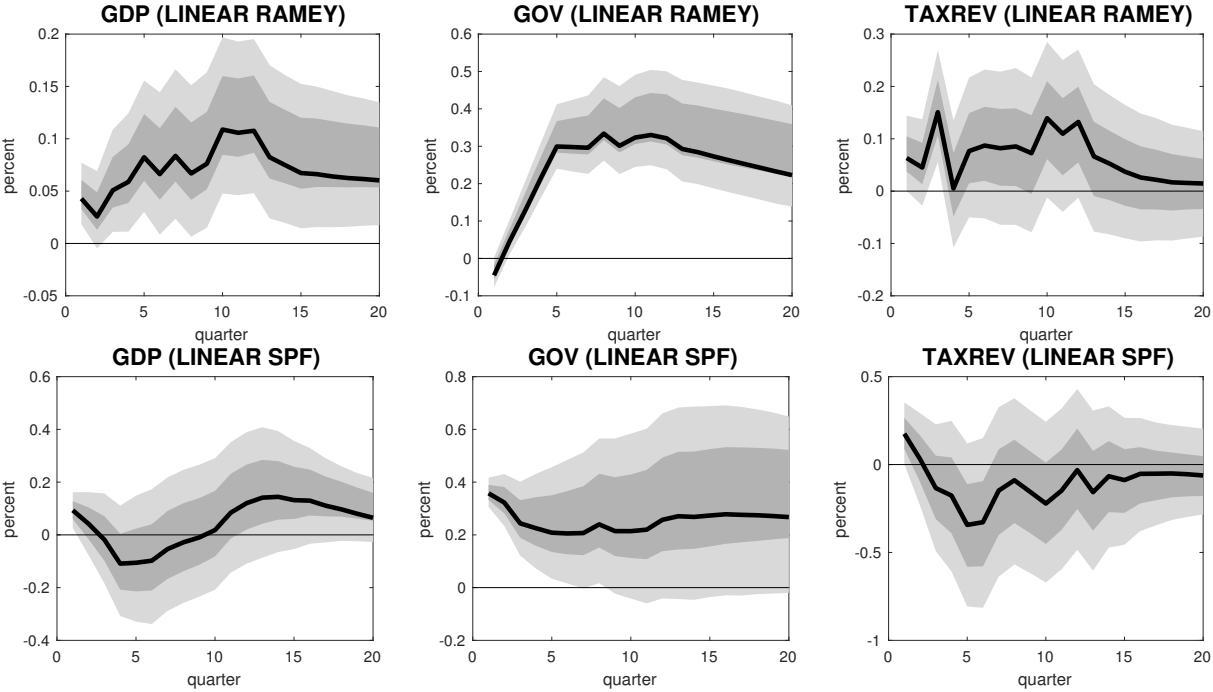 GDP (LINEAR RAMEY)
percent
0.2
0.15
0.1
0.05
0
-0.05
0 5 10 15 20
quarter
GOV (LINEAR RAMEY)
percent
0.6
0.5
0.4
0.3
0.2
0.1
0
-0.1
0 5 10 15 20
quarter
TAXREV (LINEAR RAMEY)
percent
0.3
0.2
0.1
0
-0.1
-0.2
0 5 10 15 20
quarter
GDP (LINEAR SPF)
percent
0.6
0.4
0.2
0
-0.2
-0.4
0 5 10 15 20
quarter
GOV (LINEAR SPF)
percent
0.8
0.6
0.4
0.2
0
-0.2
0 5 10 15 20
quarter
TAXREV (LINEAR SPF)
percent
0.5
0
-0.5
-1
0 5 10 15 20
quarter